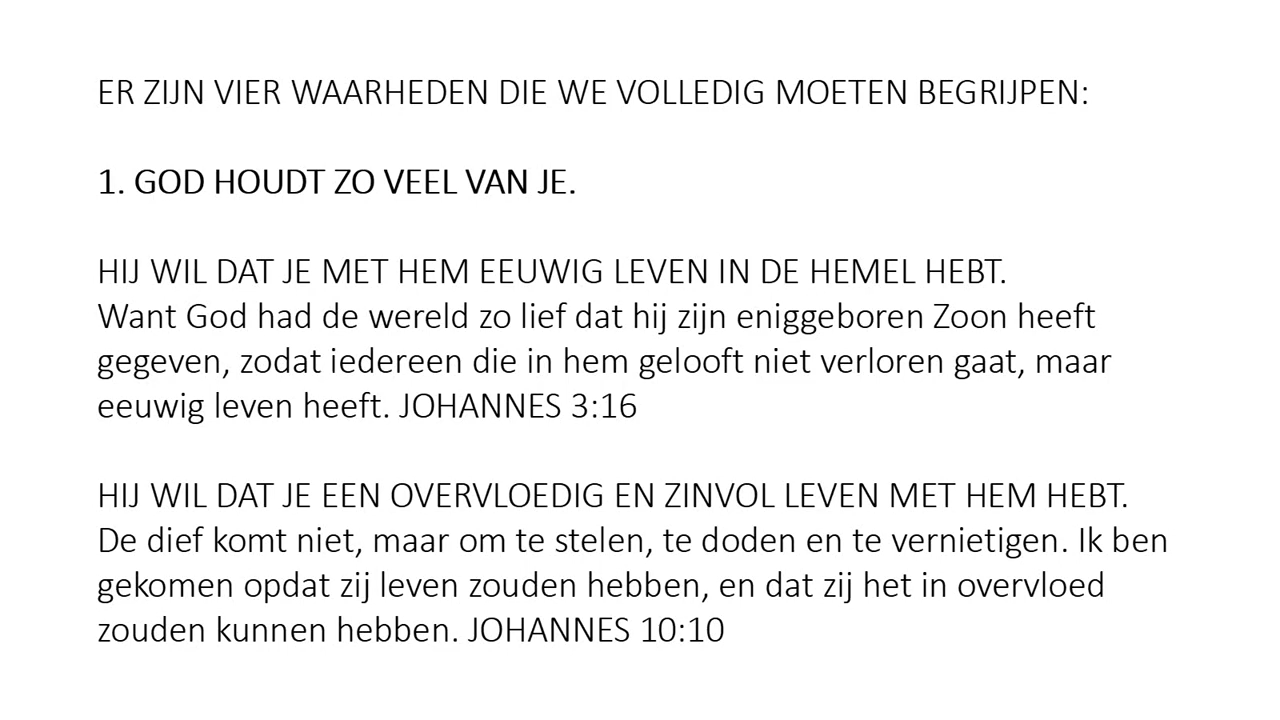 ER ZIJN VIER WAARHEDEN DIE WE VOLLEDIG MOETEN BEGRIJPEN:
1. GOD HOUDT ZO VEEL VAN JE.
HIJ WIL DAT JE MET HEM EEUWIG LEVEN IN DE HEMEL HEBT.
Want God had de wereld zo lief dat hij zijn eniggeboren Zoon heeft
gegeven, zodat iedereen die in hem gelooft niet verloren gaat, maar
eeuwig leven heeft. JOHANNES 3:16
HIJ WIL DAT JE EEN OVERVLOEDIG EN ZINVOL LEVEN MET HEM HEBT.
De dief komt niet, maar om te stelen, te doden en te vernietigen. Ik ben
gekomen opdat zij leven zouden hebben, en dat zij het in overvloed
zouden kunnen hebben. JOHANNES 10:10